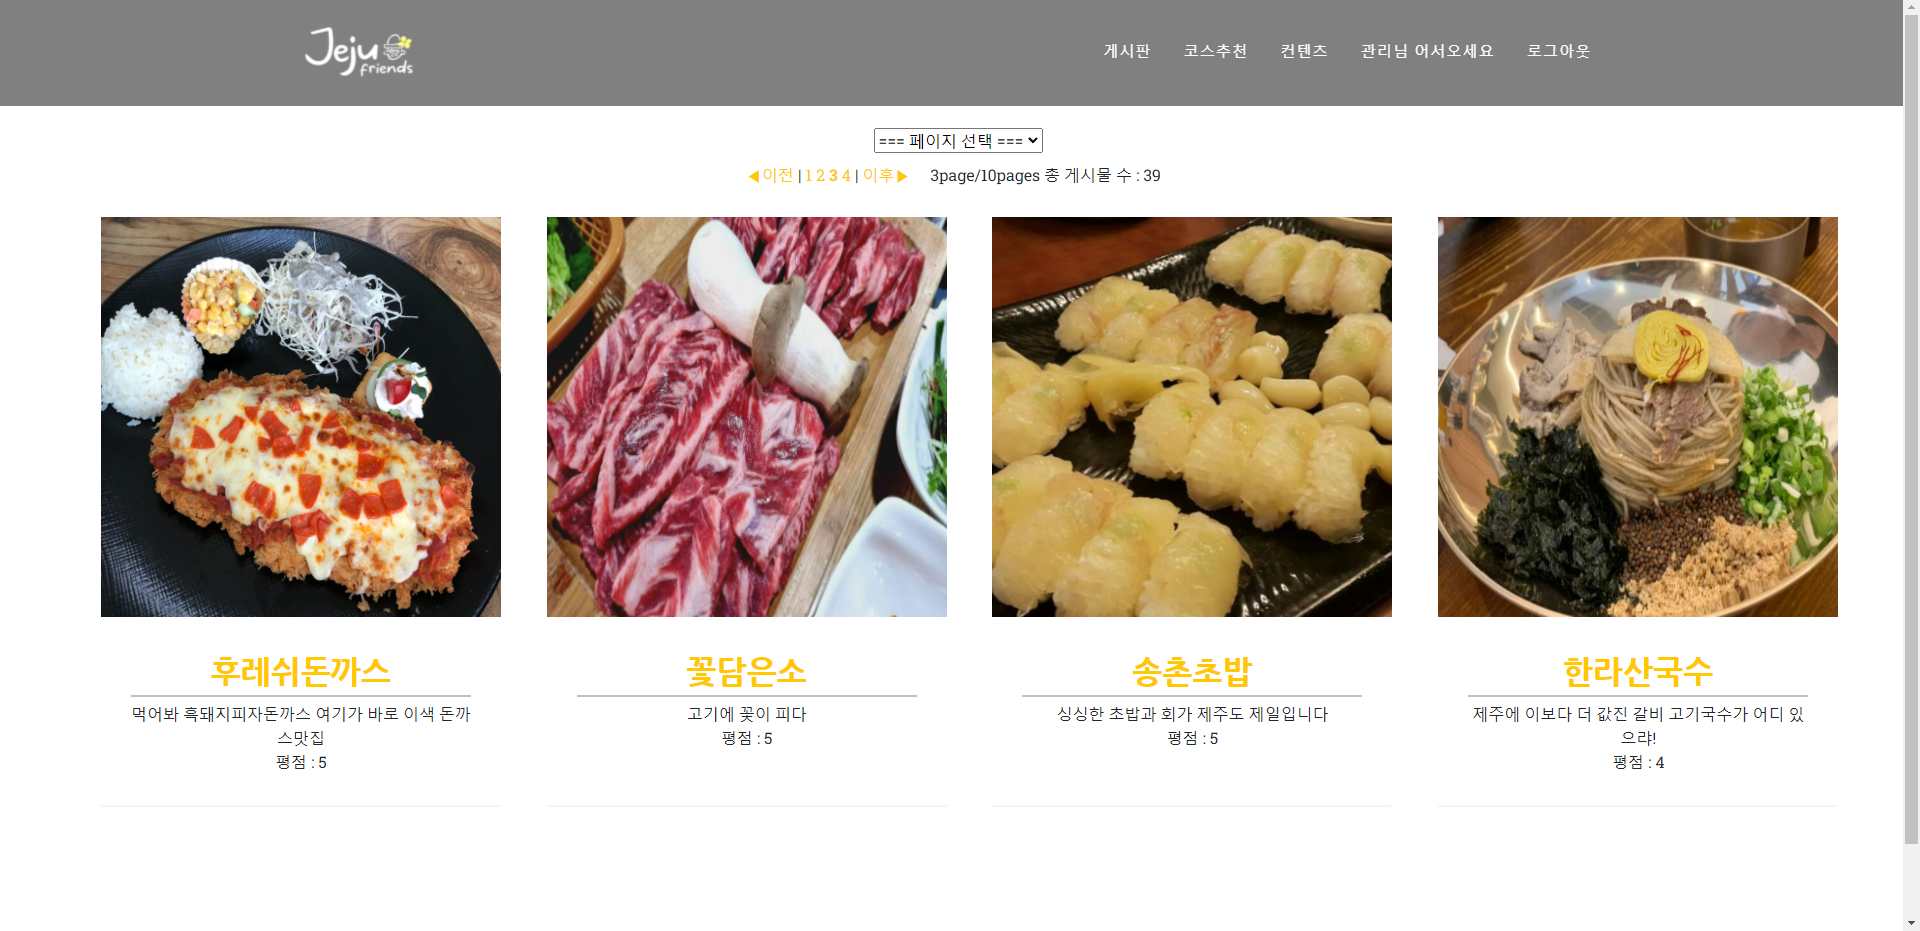 Jeju
friends
게시판 코스추천 컨텐츠 관리님 어서오세요 로그아웃
=== 페이지 선택 ===
◀이전 | 1 2 3 4 | 이후▶ 3page/10pages 총 게시물 수 : 39
후레쉬돈까스
먹어봐 흑돼지피자돈까스 여기가 바로 이색 돈까
스맛집
평점 : 5
꽃담은소
고기에 꽃이 피다
평점 : 5
송촌초밥
싱싱한 초밥과 회가 제주도 제일입니다
평점 : 5
한라산국수
제주에 이보다 더 값진 갈비 고기국수가 어디 있
으랴!
평점 : 4